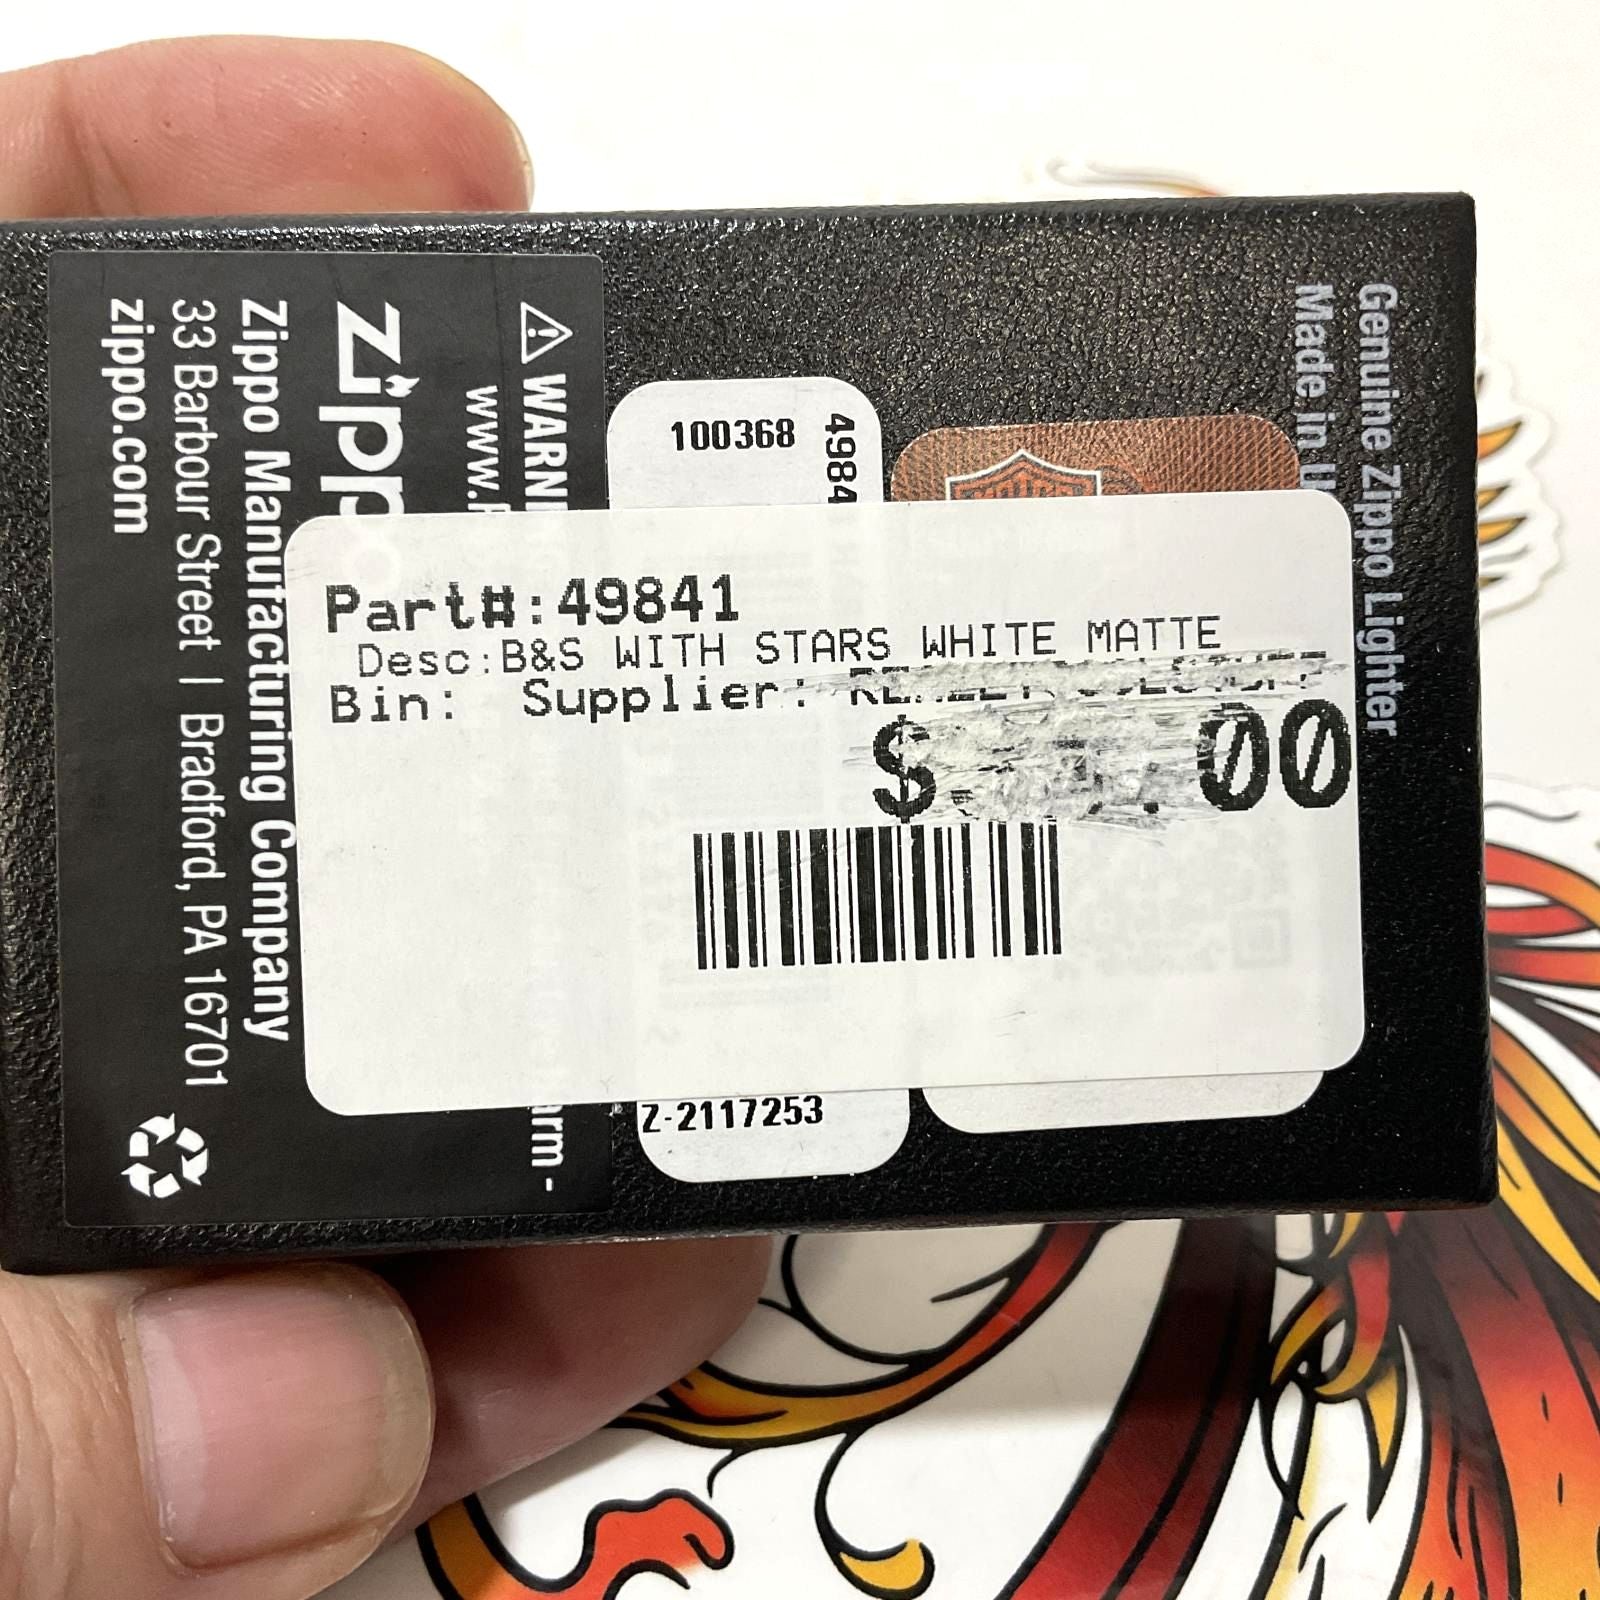 Part#:49841
Desc:B&S WITH STARS WHITE MATTE
Bin: Supplier:
$ 00
100368
4984
Z-2117253
Genuine Zippo Lighter
Made in
WARN
www.
zippo
Zippo Manufacturing Company
33 Barbour Street | Bradford, PA 16701
zippo.com